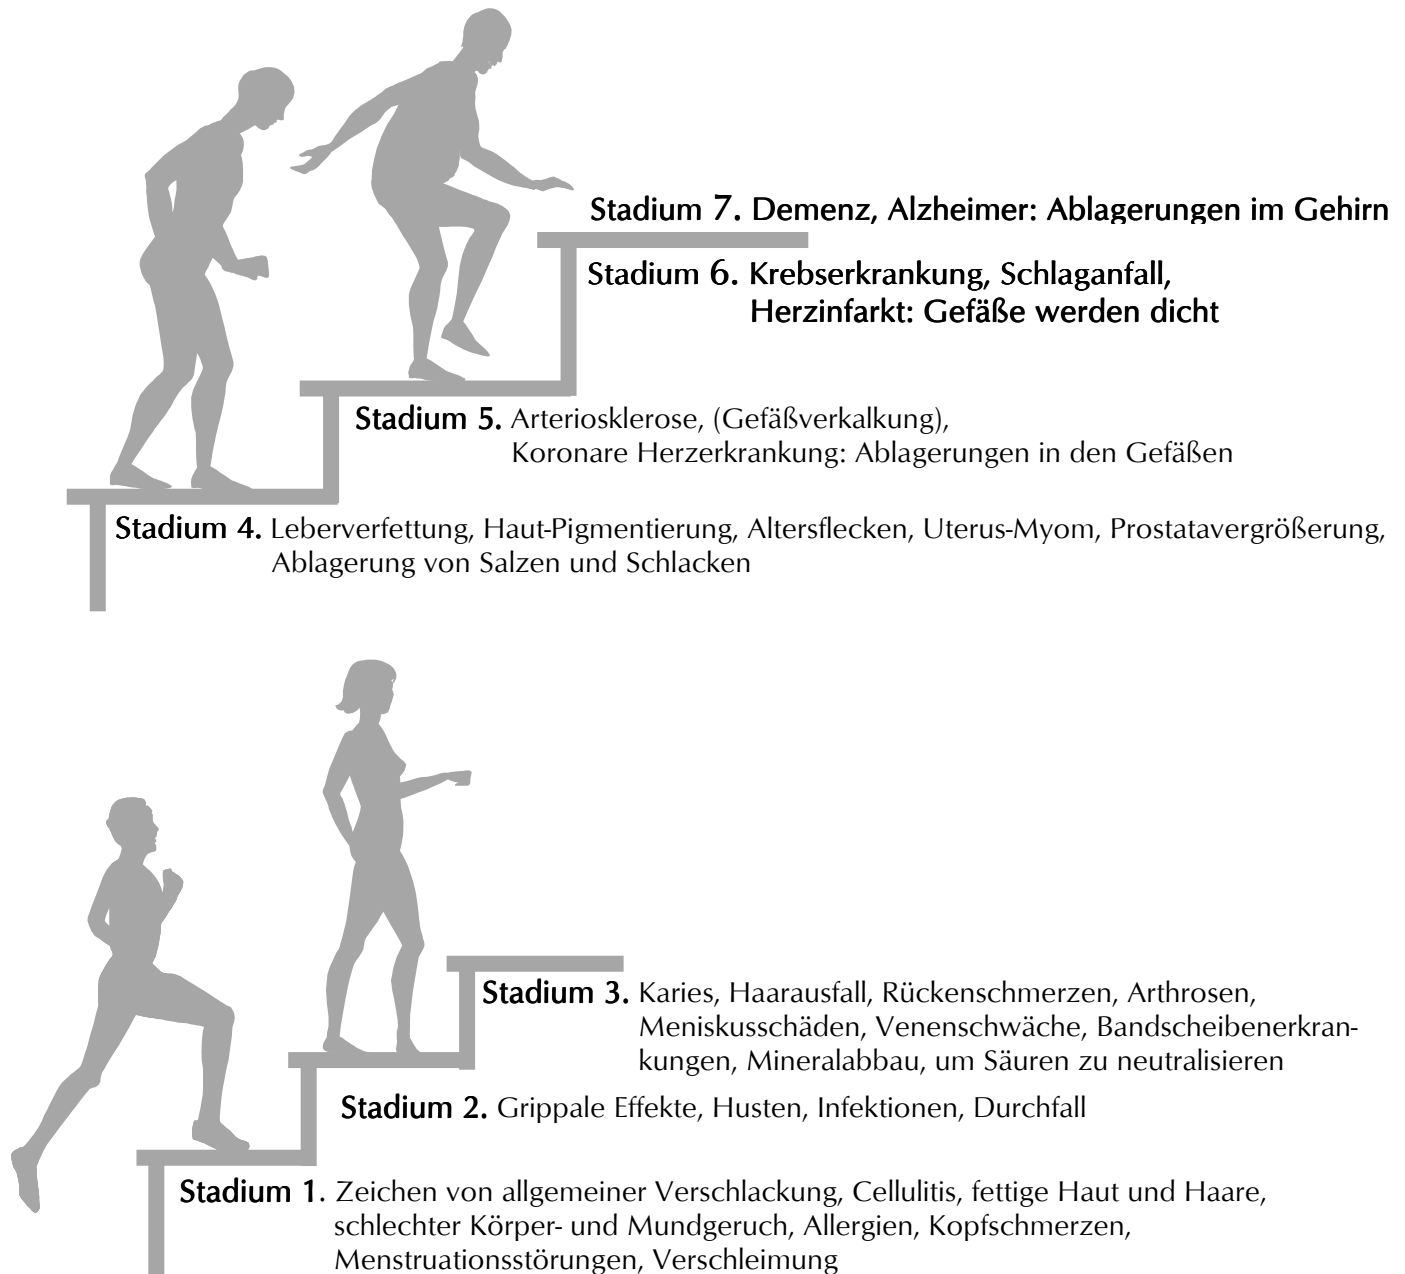 Stadium 7. Demenz, Alzheimer: Ablagerungen im Gehirn
Stadium 6. Krebserkrankung, Schlaganfall,
Herzinfarkt: Gefäße werden dicht
Stadium 5. Arteriosklerose, (Gefäßverkalkung),
Koronare Herzerkrankung: Ablagerungen in den Gefäßen
Stadium 4. Leberverfettung, Haut-Pigmentierung, Altersflecken, Uterus-Myom, Prostatavergrößerung,
Ablagerung von Salzen und Schlacken
Stadium 3. Karies, Haarausfall, Rückenschmerzen, Arthrosen,
Meniskusschäden, Venenschwäche, Bandscheibenerkran-
kungen, Mineralabbau, um Säuren zu neutralisieren
Stadium 2. Grippale Effekte, Husten, Infektionen, Durchfall
Stadium 1. Zeichen von allgemeiner Verschlackung, Cellulitis, fettige Haut und Haare,
schlechter Körper- und Mundgeruch, Allergien, Kopfschmerzen,
Menstruationsstörungen, Verschleimung